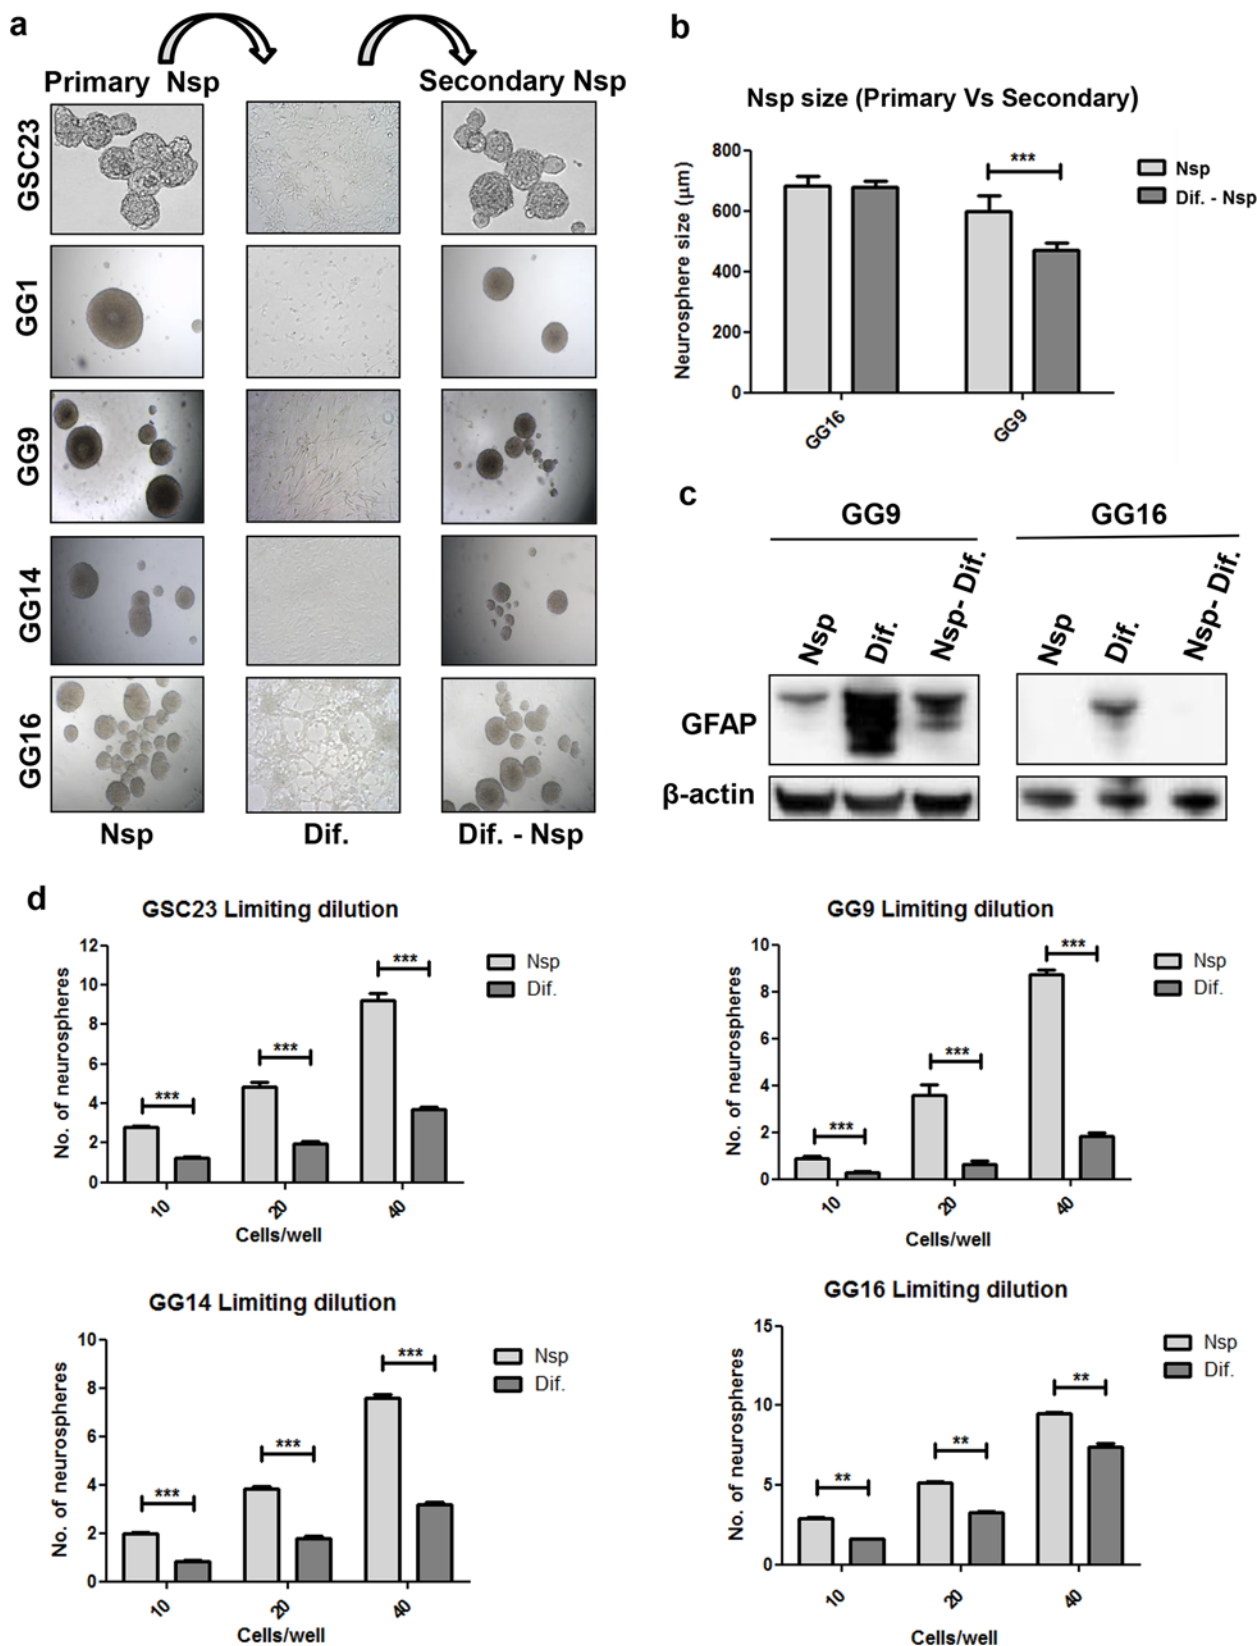 a
Primary Nsp
Secondary Nsp
GSC23
GG1
GG9
GG14
GG16
Nsp
Dif.
Dif. - Nsp
b
Nsp size (Primary Vs Secondary)
Neurosphere size (μm)
800
600
400
200
0
***
GG16
GG9
Nsp
Dif. - Nsp
c
GG9
GG16
Nsp
Dif.
Nsp- Dif.
Nsp
Dif.
Nsp- Dif.
GFAP
β-actin
d
GSC23 Limiting dilution
No. of neurospheres
12
10
8
6
4
2
0
***
***
***
10
20
40
Cells/well
Nsp
Dif.
GG9 Limiting dilution
No. of neurospheres
10
8
6
4
2
0
***
***
***
10
20
40
Cells/well
Nsp
Dif.
GG14 Limiting dilution
No. of neurospheres
10
8
6
4
2
0
***
***
***
10
20
40
Cells/well
Nsp
Dif.
GG16 Limiting dilution
No. of neurospheres
15
10
5
0
**
**
**
10
20
40
Cells/well
Nsp
Dif.